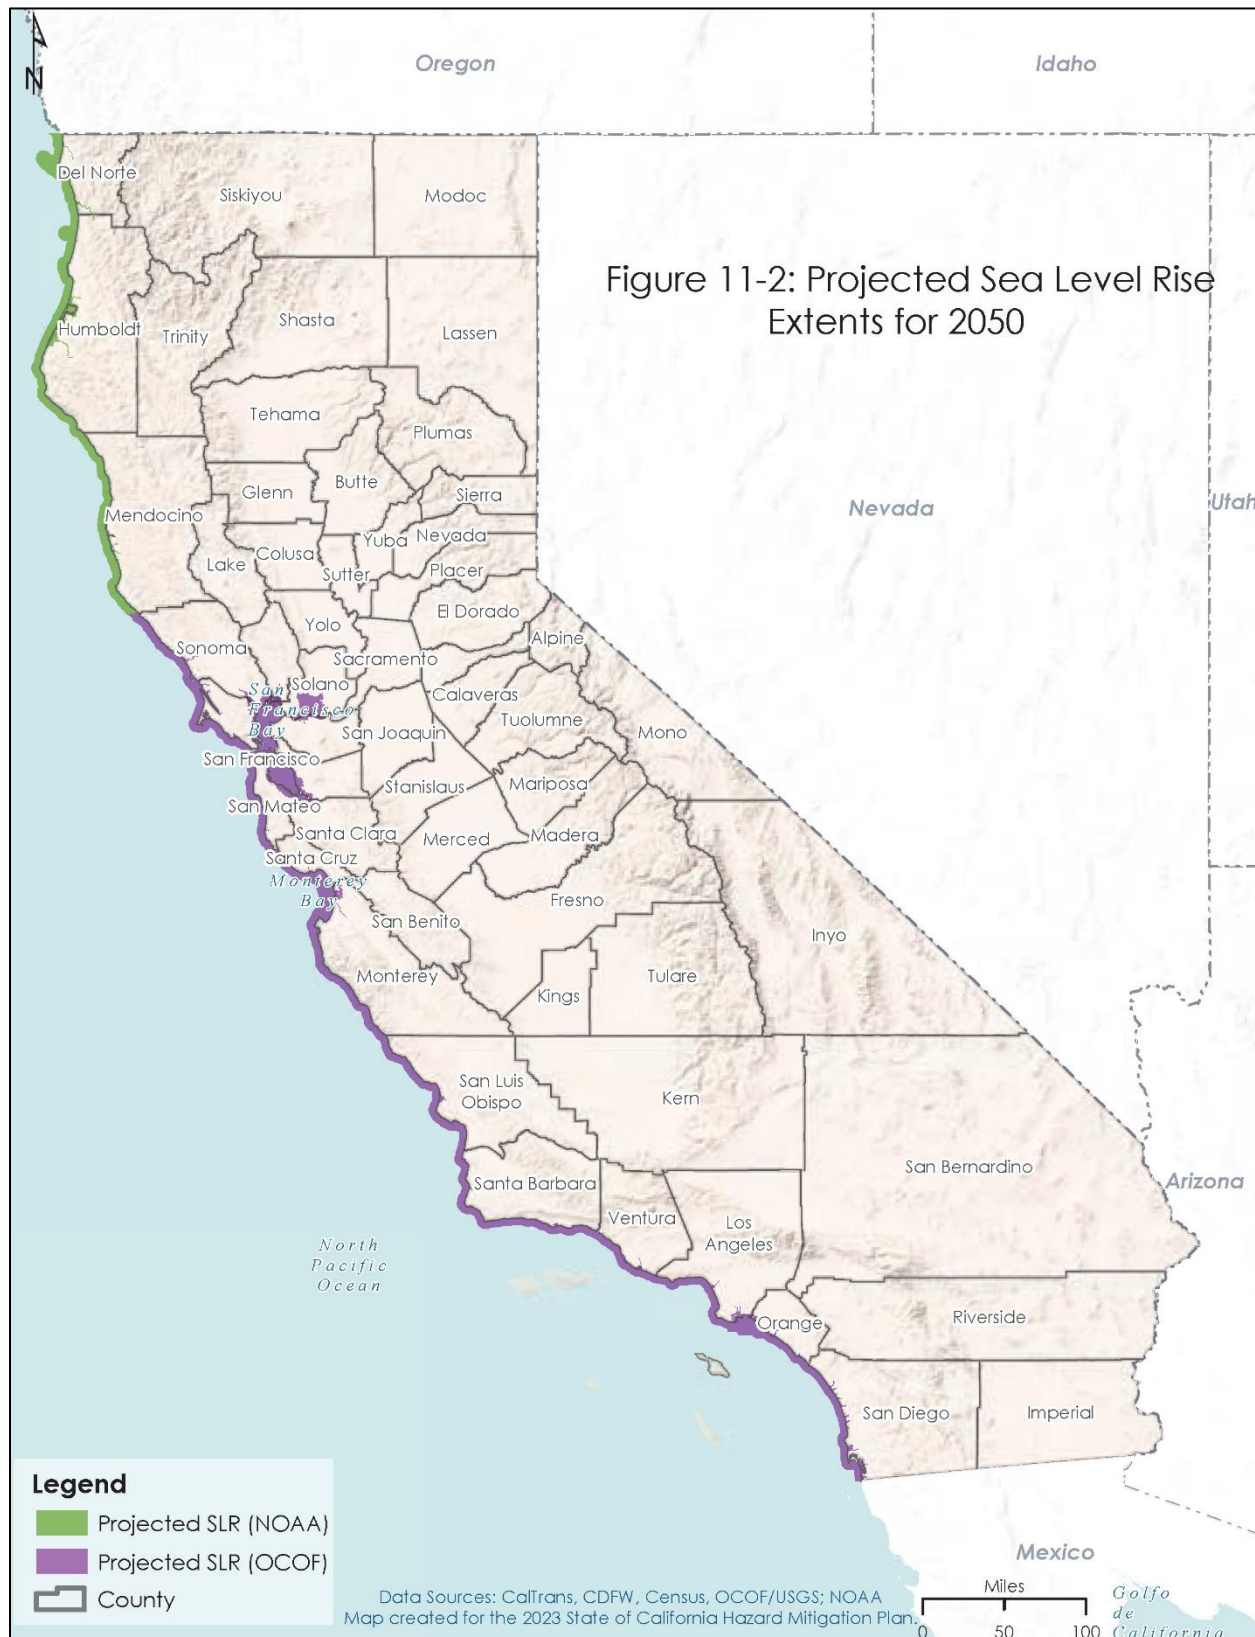 N
Oregon
Idaho
Del Norte
Siskiyou
Modoc
Figure 11-2: Projected Sea Level Rise
Extents for 2050
Humboldt
Trinity
Shasta
Lassen
Tehama
Plumas
Glenn
Butte
Sierra
Nevada
Utah
Mendocino
Lake
Colusa
Yuba
Nevada
Sutter
Placer
El Dorado
Yolo
Alpine
Sonoma
Sacramento
Solano
San
Francisco
Bay
Calaveras
Tuolumne
San Joaquin
Mono
San Francisco
Stanislaus
Mariposa
San Mateo
Santa Clara
Merced
Madera
Santa Cruz
Monterey
Bay
Fresno
San Benito
Inyo
Monterey
Kings
Tulare
San Luis
Obispo
Kern
San Bernardino
Santa Barbara
Arizona
Ventura
Los
Angeles
North
Pacific
Ocean
Orange
Riverside
San Diego
Imperial
Legend
Projected SLR (NOAA)
Projected SLR (OCOF)
County
Mexico
Data Sources: CalTrans, CDFW, Census, OCOF/USGS; NOAA
Map created for the 2023 State of California Hazard Mitigation Plan.
Miles
0 50 100
Golfo
de
California